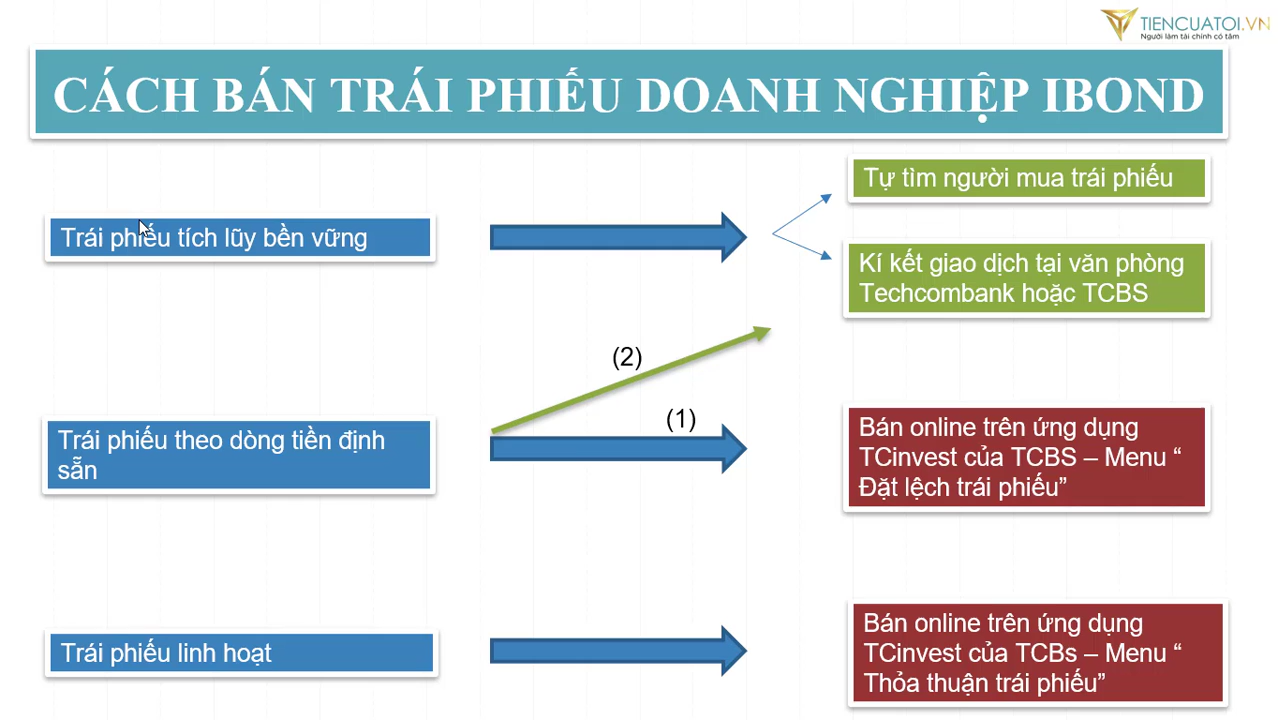 TIENCUATOI.VN
Người làm tài chính có tâm
CÁCH BÁN TRÁI PHIẾU DOANH NGHIỆP IBOND
Tự tìm người mua trái phiếu
Trái phiếu tích lũy bền vững
Kí kết giao dịch tại văn phòng
Techcombank hoặc TCBS
(2)
(1)
Trái phiếu theo dòng tiền định
sẵn
Bán online trên ứng dụng
TCinvest của TCBS – Menu “
Đặt lệch trái phiếu”
Trái phiếu linh hoạt
Bán online trên ứng dụng
TCinvest của TCBs – Menu “
Thỏa thuận trái phiếu”